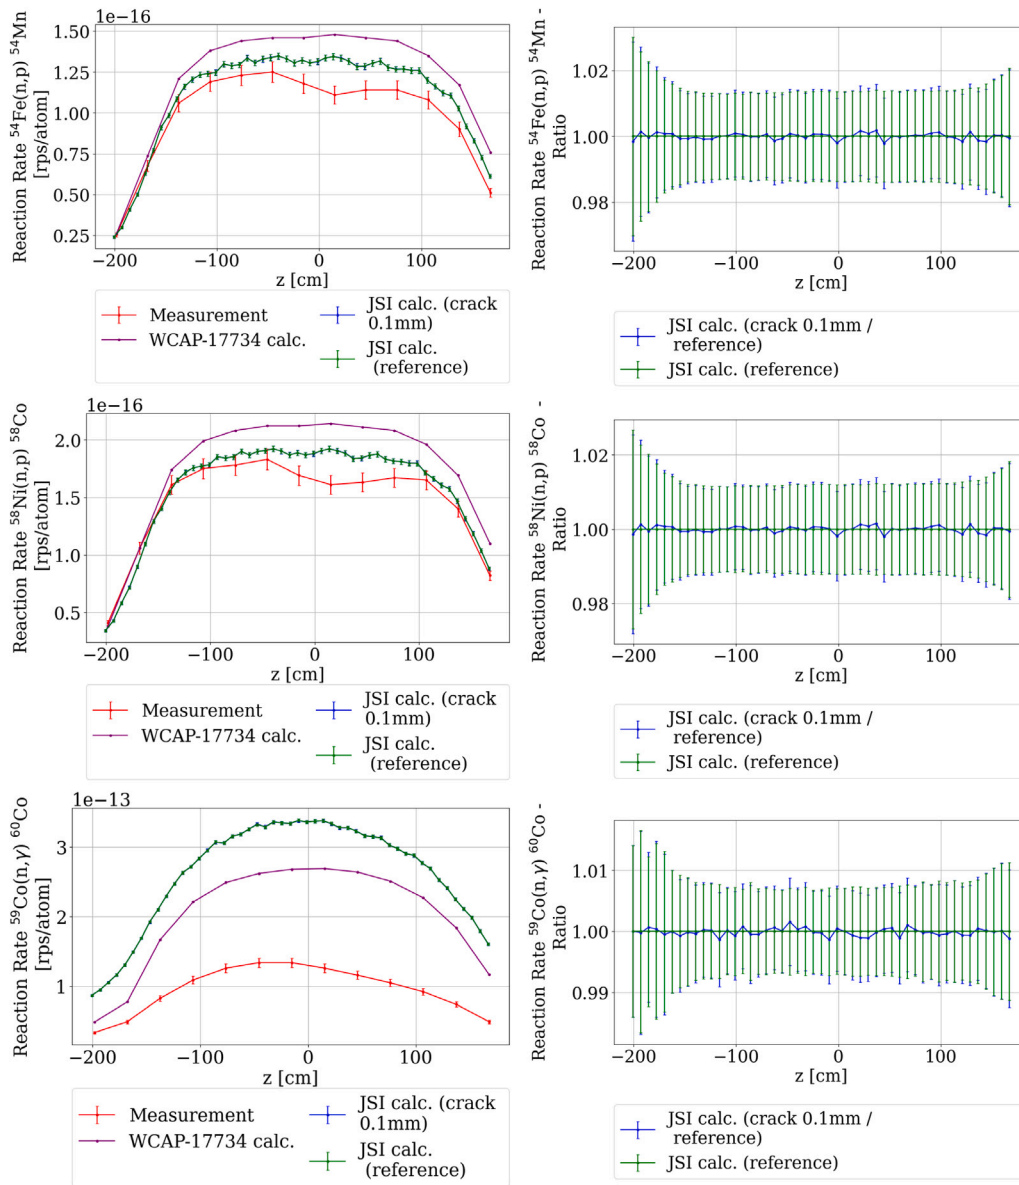 1e−16
Reaction Rate ⁵⁴Fe(n,p) ⁵⁴Mn
[rps/atom]
1.50
1.25
1.00
0.75
0.50
0.25
−200
−100
0
100
z [cm]
Measurement
WCAP-17734 calc.
JSI calc. (crack
0.1mm)
JSI calc.
(reference)
Reaction Rate ⁵⁴Fe(n,p) ⁵⁴Mn -
Ratio
1.02
1.00
0.98
−200
−100
0
100
z [cm]
JSI calc. (crack 0.1mm /
reference)
JSI calc. (reference)
1e−16
Reaction Rate ⁵⁸Ni(n,p) ⁵⁸Co
[rps/atom]
2.0
1.5
1.0
0.5
−200
−100
0
100
z [cm]
Measurement
WCAP-17734 calc.
JSI calc. (crack
0.1mm)
JSI calc.
(reference)
Reaction Rate ⁵⁸Ni(n,p) ⁵⁸Co -
Ratio
1.02
1.00
0.98
−200
−100
0
100
z [cm]
JSI calc. (crack 0.1mm /
reference)
JSI calc. (reference)
1e−13
Reaction Rate ⁵⁹Co(n,γ) ⁶⁰Co
[rps/atom]
3
2
1
−200
−100
0
100
z [cm]
Measurement
WCAP-17734 calc.
JSI calc. (crack
0.1mm)
JSI calc.
(reference)
Reaction Rate ⁵⁹Co(n,γ) ⁶⁰Co -
Ratio
1.01
1.00
0.99
−200
−100
0
100
z [cm]
JSI calc. (crack 0.1mm /
reference)
JSI calc. (reference)